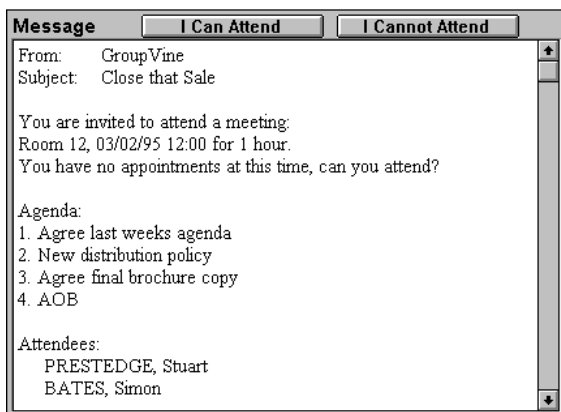 Message I Can Attend I Cannot Attend
From: GroupVine
Subject: Close that Sale
You are invited to attend a meeting:
Room 12, 03/02/95 12:00 for 1 hour.
You have no appointments at this time, can you attend?
Agenda:
1. Agree last weeks agenda
2. New distribution policy
3. Agree final brochure copy
4. AOB
Attendees:
PRESTEDGE, Stuart
BATES, Simon